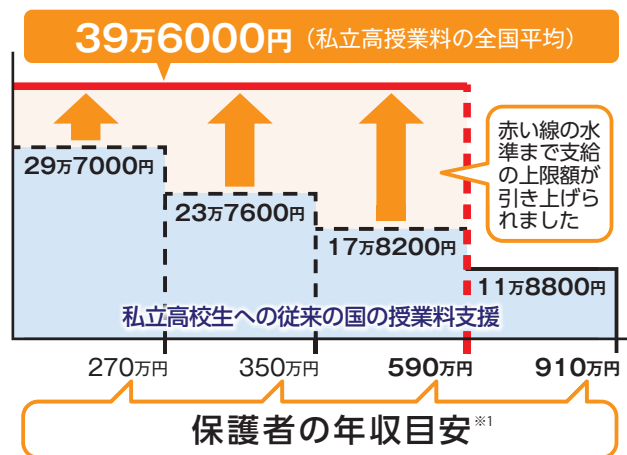 39万6000円（私立高授業料の全国平均）
赤い線の水
準まで支給
の上限額が
引き上げら
れました
29万7000円
23万7600円
17万8200円
11万8800円
私立高校生への従来の国の授業料支援
270万円
350万円
590万円
910万円
保護者の年収目安※1